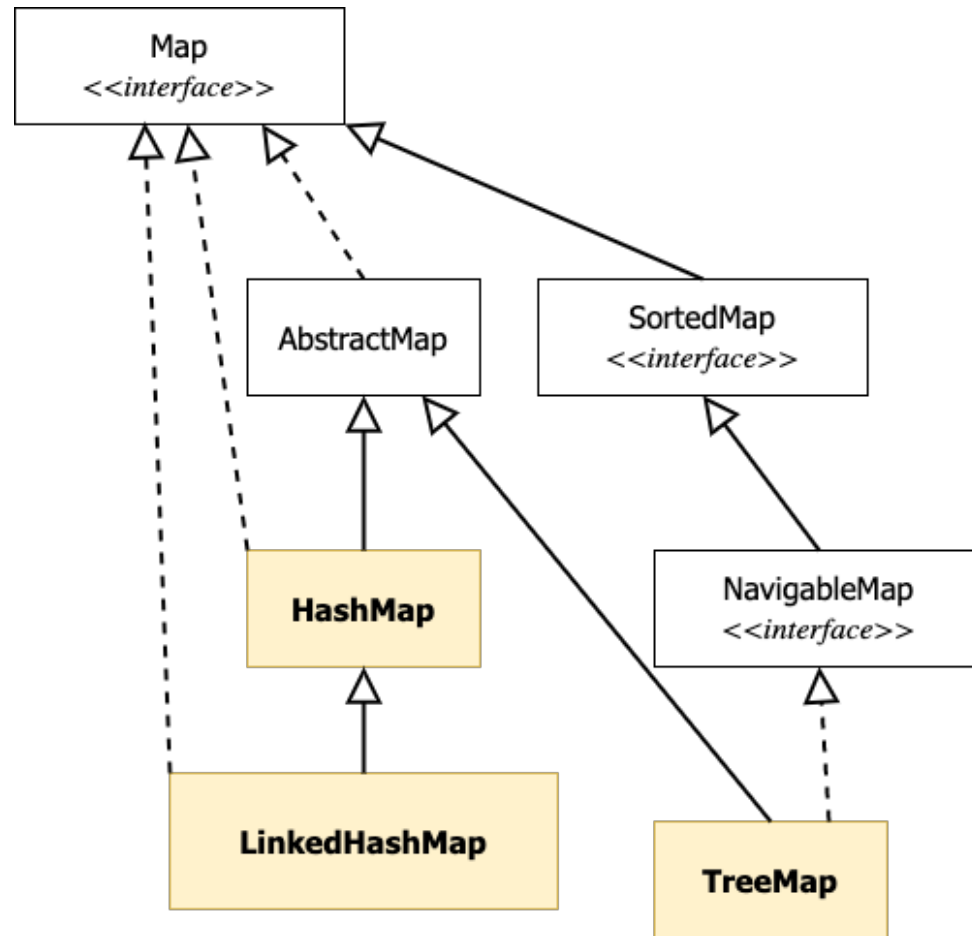 Map
<<interface>>
AbstractMap
SortedMap
<<interface>>
HashMap
NavigableMap
<<interface>>
LinkedHashMap
TreeMap